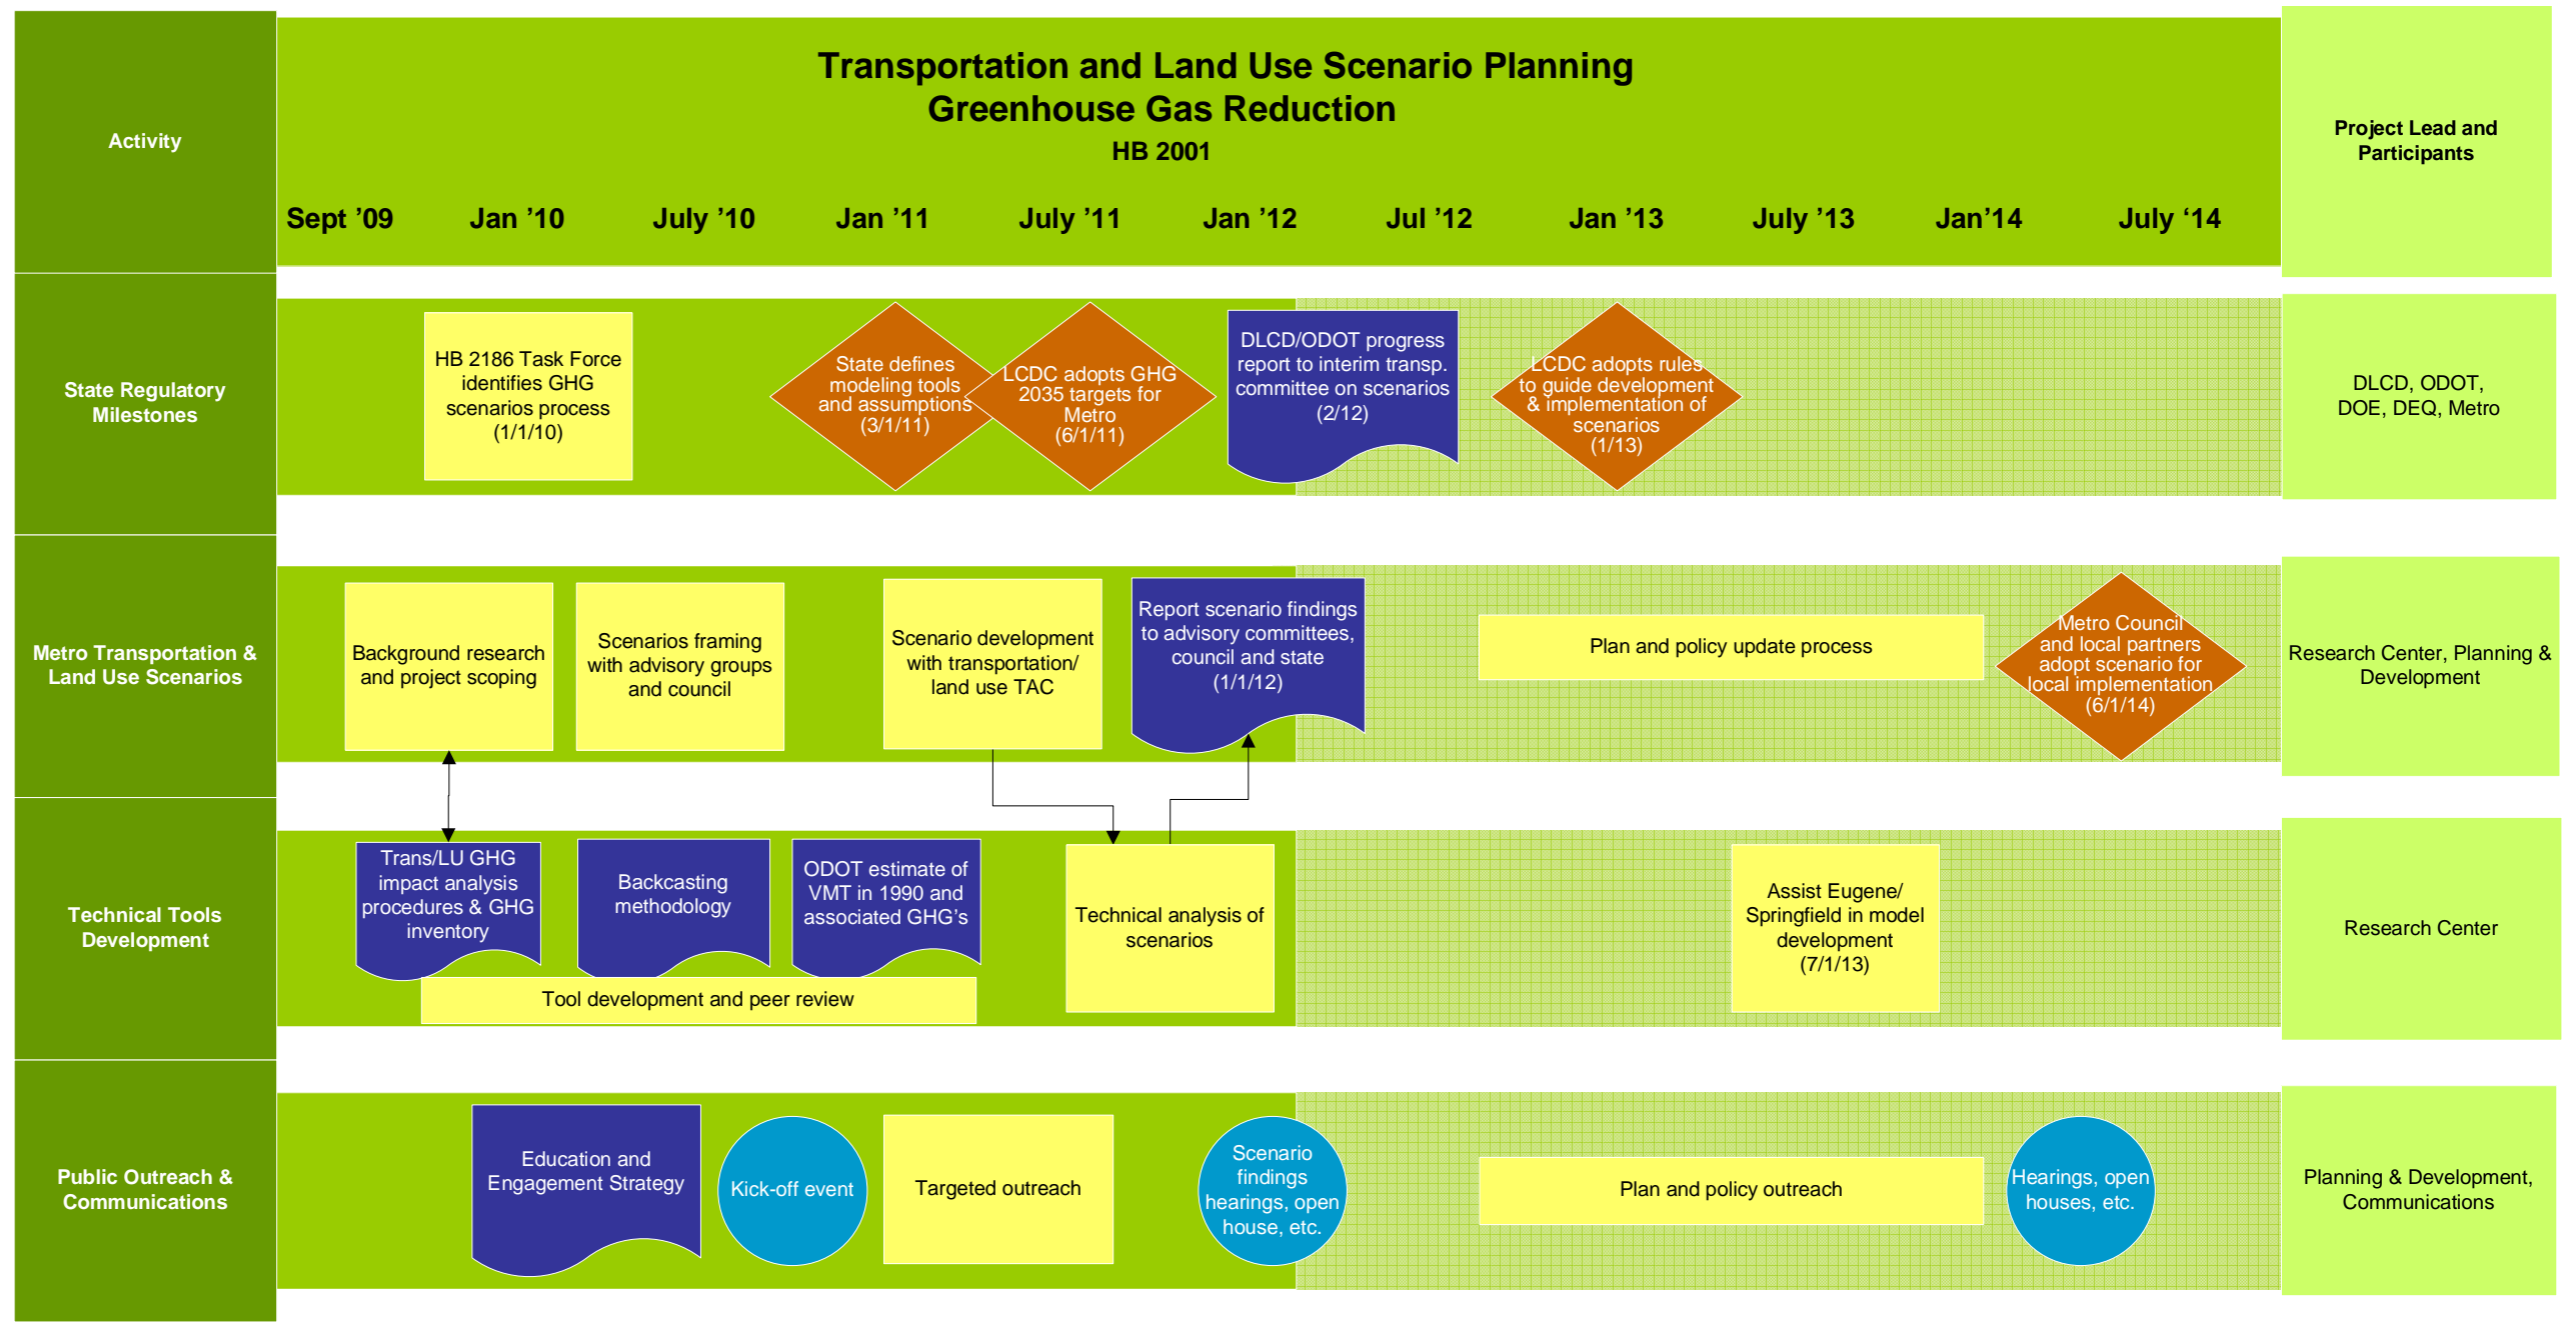 Activity
Transportation and Land Use Scenario Planning
Greenhouse Gas Reduction
HB 2001
Sept ’09
Jan ’10
July ’10
Jan ’11
July ’11
Jan ’12
Jul ’12
Jan ’13
July ’13
Jan’14
July ‘14
Project Lead and
Participants
State Regulatory
Milestones
HB 2186 Task Force
identifies GHG
scenarios process
(1/1/10)
State defines
modeling tools
and assumptions
(3/1/11)
LCDC adopts GHG
2035 targets for
Metro
(6/1/11)
DLCD/ODOT progress
report to interim transp.
committee on scenarios
(2/12)
LCDC adopts rules
to guide development
& implementation of
scenarios
(1/13)
DLCD, ODOT,
DOE, DEQ, Metro
Metro Transportation &
Land Use Scenarios
Background research
and project scoping
Scenarios framing
with advisory groups
and council
Scenario development
with transportation/
land use TAC
Report scenario findings
to advisory committees,
council and state
(1/1/12)
Plan and policy update process
Metro Council
and local partners
adopt scenario for
local implementation
(6/1/14)
Research Center, Planning &
Development
Technical Tools
Development
Trans/LU GHG
impact analysis
procedures & GHG
inventory
Backcasting
methodology
ODOT estimate of
VMT in 1990 and
associated GHG’s
Tool development and peer review
Technical analysis of
scenarios
Assist Eugene/
Springfield in model
development
(7/1/13)
Research Center
Public Outreach &
Communications
Education and
Engagement Strategy
Kick-off event
Targeted outreach
Scenario
findings
hearings, open
house, etc.
Plan and policy outreach
Hearings, open
houses, etc.
Planning & Development,
Communications